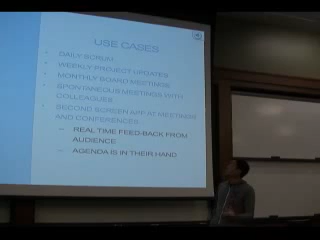 USE CASES
- DAILY SCRUM
- WEEKLY PROJECT UPDATES
- MONTHLY BOARD MEETINGS
- SPONTANEOUS MEETINGS WITH
COLLEAGUES
- SECOND SCREEN APP AT MEETINGS
AND CONFERENCES
– REAL TIME FEED-BACK FROM
AUDIENCE
– AGENDA IS IN THEIR HAND